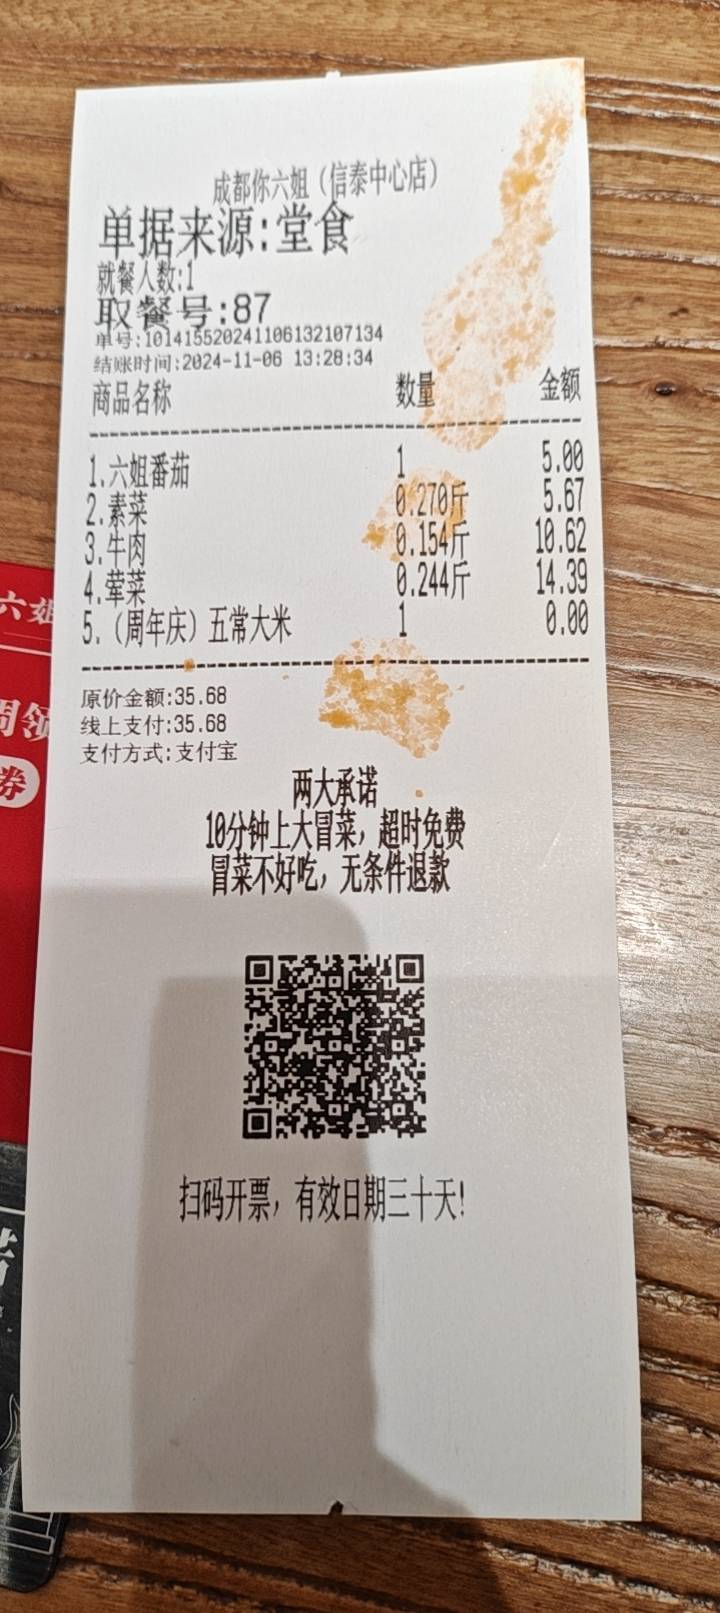 成都你六姐（信泰中心店）
单据来源:堂食
就餐人数:1
取餐号:87
单号:101415520241106132107134
结账时间:2024-11-06 13:28:34
商品名称 数量 金额
1.六姐番茄 1 5.00
2.素菜 0.270斤 5.67
3.牛肉 0.154斤 10.62
4.荤菜 0.244斤 14.39
5.（周年庆）五常大米 1 0.00
原价金额:35.68
线上支付:35.68
支付方式:支付宝
两大承诺
10分钟上大冒菜，超时免费
冒菜不好吃，无条件退款
扫码开票，有效日期三十天!
六姐
周领
券